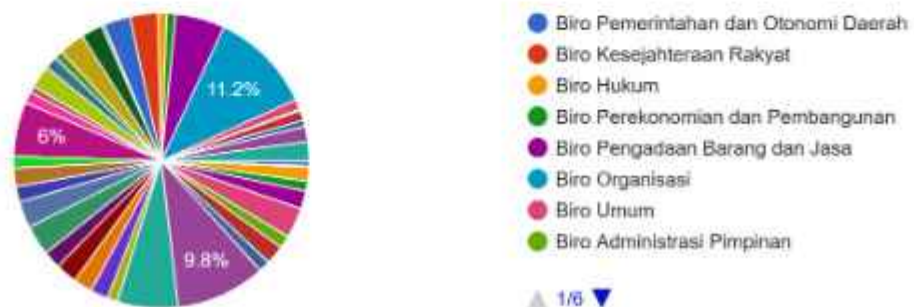 11.2%
6%
9.8%
Biro Pemerintahan dan Otonomi Daerah
Biro Kesejahteraan Rakyat
Biro Hukum
Biro Perekonomian dan Pembangunan
Biro Pengadaan Barang dan Jasa
Biro Organisasi
Biro Umum
Biro Administrasi Pimpinan
1/6